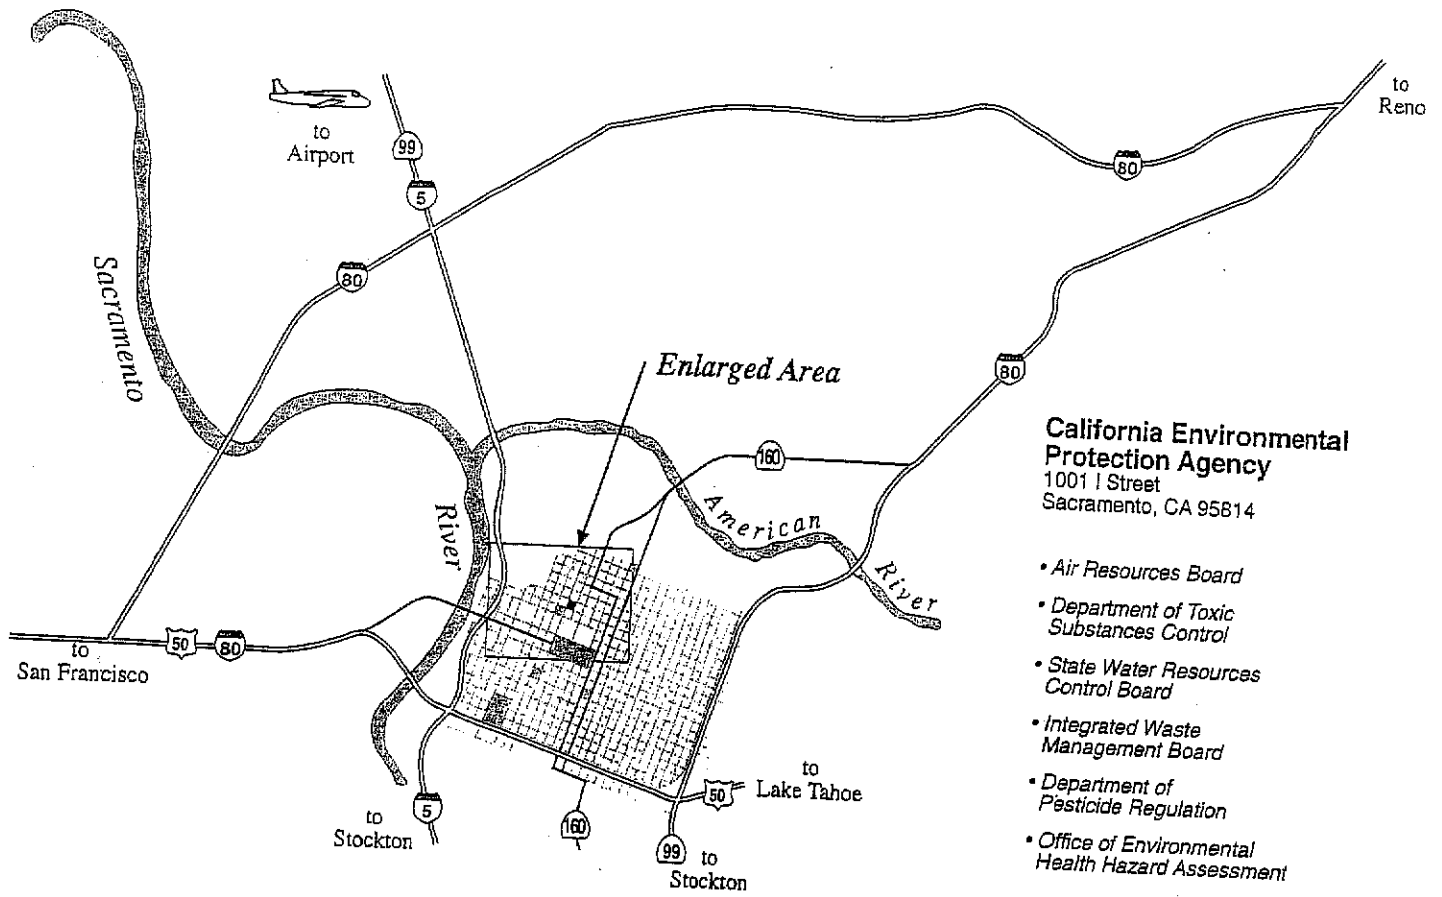 to
Reno
to
Airport
99
5
80
80
Sacramento
Enlarged Area
80
160
California Environmental
Protection Agency
1001 I Street
Sacramento, CA 95814
American
River
River
• Air Resources Board
• Department of Toxic
Substances Control
50
80
to
San Francisco
• State Water Resources
Control Board
• Integrated Waste
Management Board
• Department of
Pesticide Regulation
to
Lake Tahoe
50
5
to
Stockton
160
99
to
Stockton
• Office of Environmental
Health Hazard Assessment